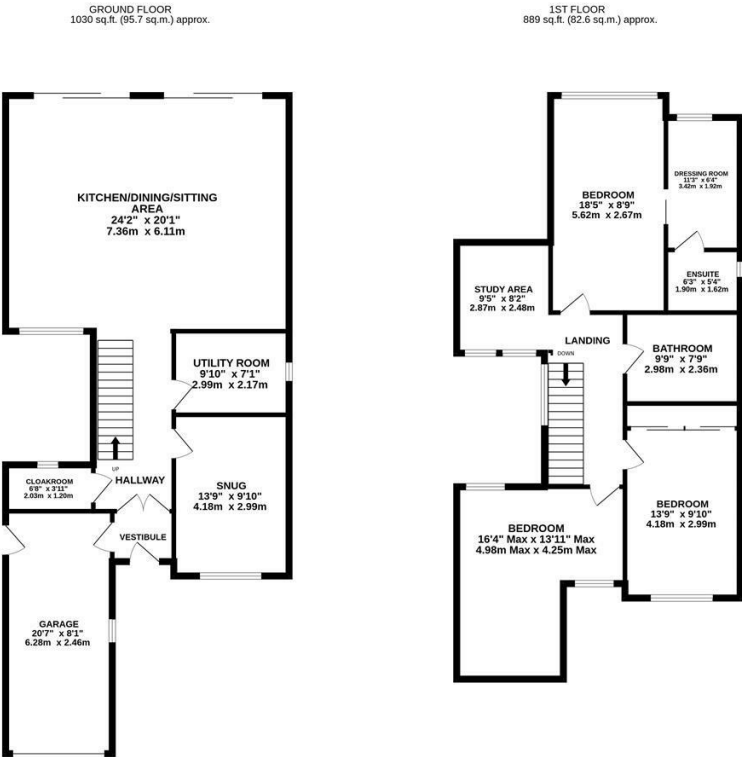 GROUND FLOOR
1030 sq.ft. (95.7 sq.m.) approx.
KITCHEN/DINING/SITTING
AREA
24'2" x 20'1"
7.36m x 6.11m
UTILITY ROOM
9'10" x 7'1"
2.99m x 2.17m
UP
HALLWAY
CLOAKROOM
6'8" x 3'11"
2.03m x 1.20m
SNUG
13'9" x 9'10"
4.18m x 2.99m
VESTIBULE
GARAGE
20'7" x 8'1"
6.28m x 2.46m
1ST FLOOR
889 sq.ft. (82.6 sq.m.) approx.
DRESSING ROOM
11'3" x 6'4"
3.42m x 1.92m
BEDROOM
18'5" x 8'9"
5.62m x 2.67m
ENSUITE
6'3" x 5'4"
1.90m x 1.62m
STUDY AREA
9'5" x 8'2"
2.87m x 2.48m
LANDING
DOWN
BATHROOM
9'9" x 7'9"
2.98m x 2.36m
BEDROOM
13'9" x 9'10"
4.18m x 2.99m
BEDROOM
16'4" Max x 13'11" Max
4.98m Max x 4.25m Max